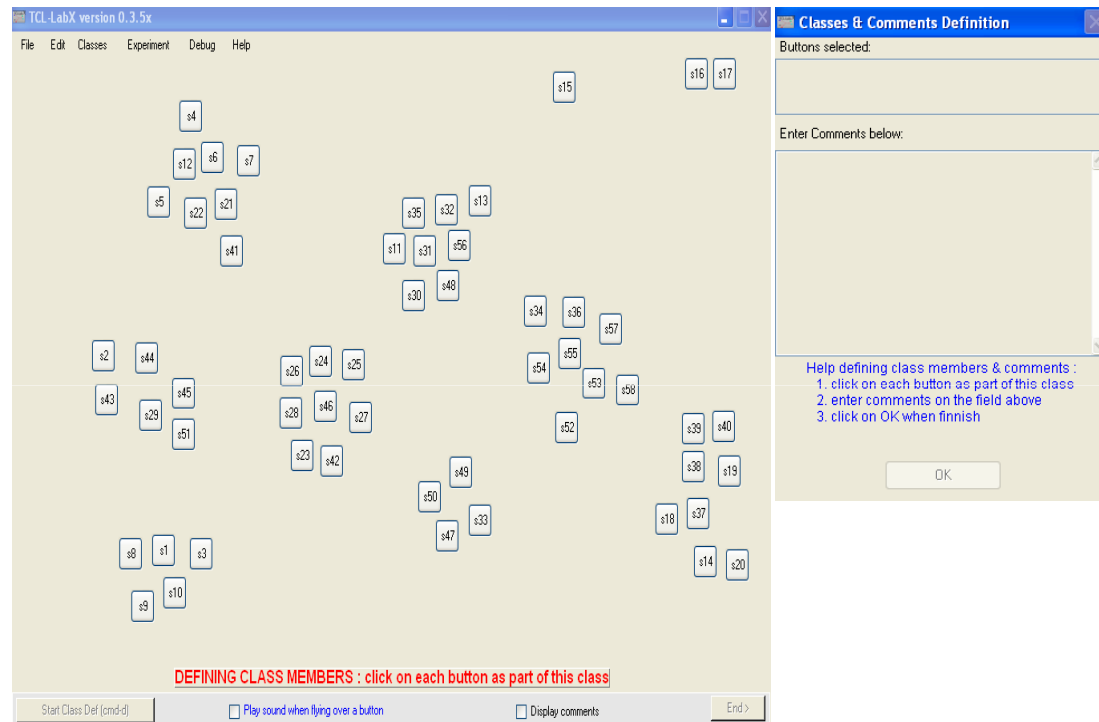 TCL-LabX version 0.3.5x
File Edit Classes Experiment Debug Help
s15
s16 s17
s4
s12 s6 s7
s5 s22 s21
s41
s35 s32 s13
s11 s31 s56
s30 s48
s34 s36 s57
s54 s55
s53 s58
s52
s2 s44
s43 s29 s45
s51
s26 s24 s25
s28 s46 s27
s23 s42
s49
s50
s47 s33
s39 s40
s38 s19
s18 s37
s14 s20
s8 s1 s3
s9 s10
DEFINING CLASS MEMBERS : click on each button as part of this class
Start Class Def (cmd-d) Play sound when flying over a button Display comments End >
Classes & Comments Definition
Buttons selected:
Enter Comments below:
Help defining class members & comments :
1. click on each button as part of this class
2. enter comments on the field above
3. click on OK when finnish
OK